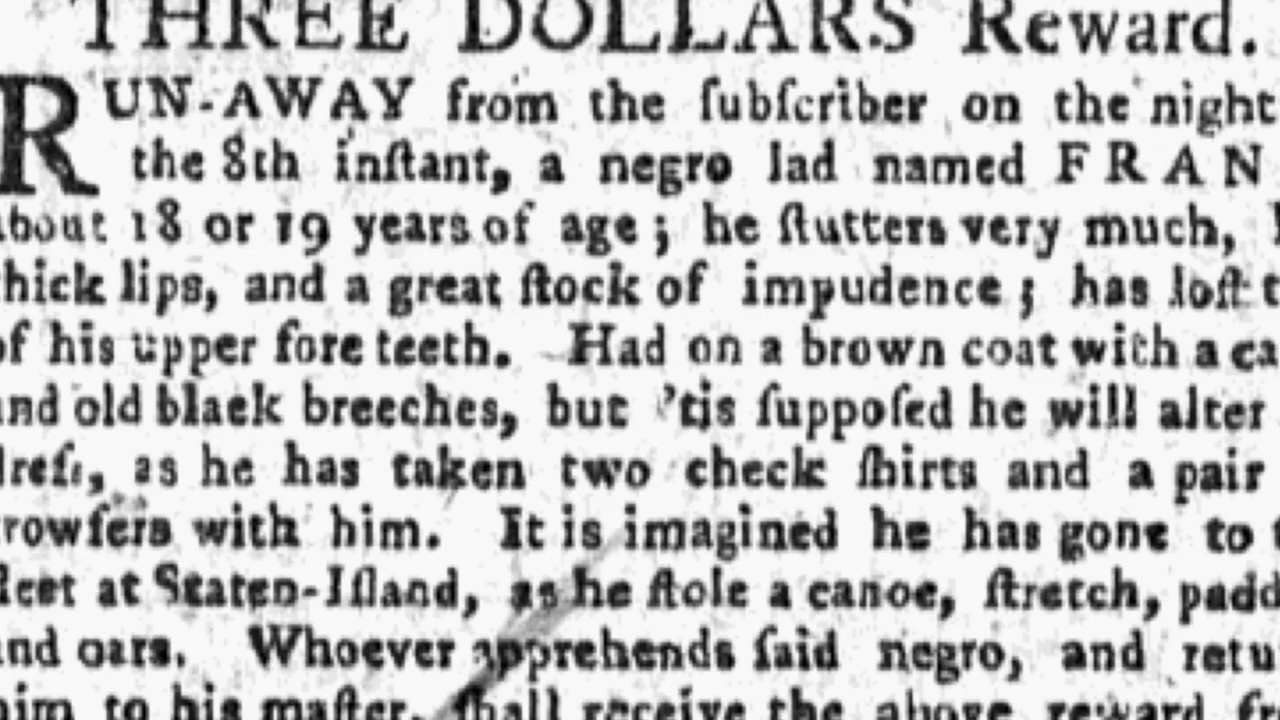 THREE DOLLARS Reward.
RUN-AWAY from the ſubſcriber on the night
the 8th inſtant, a negro lad named FRAN
about 18 or 19 years of age; he ſtutters very much,
thick lips, and a great ſtock of impudence; has loſt
of his upper fore teeth. Had on a brown coat with a ca
and old black breeches, but 'tis ſuppoſed he will alter
dreſs, as he has taken two check ſhirts and a pair
rowſers with him. It is imagined he has gone to
fleet at Staten-Iſland, as he ſtole a canoe, ſtretch, padd
and oars. Whoever apprehends ſaid negro, and retu
him to his maſter, ſhall receive the above reward fr